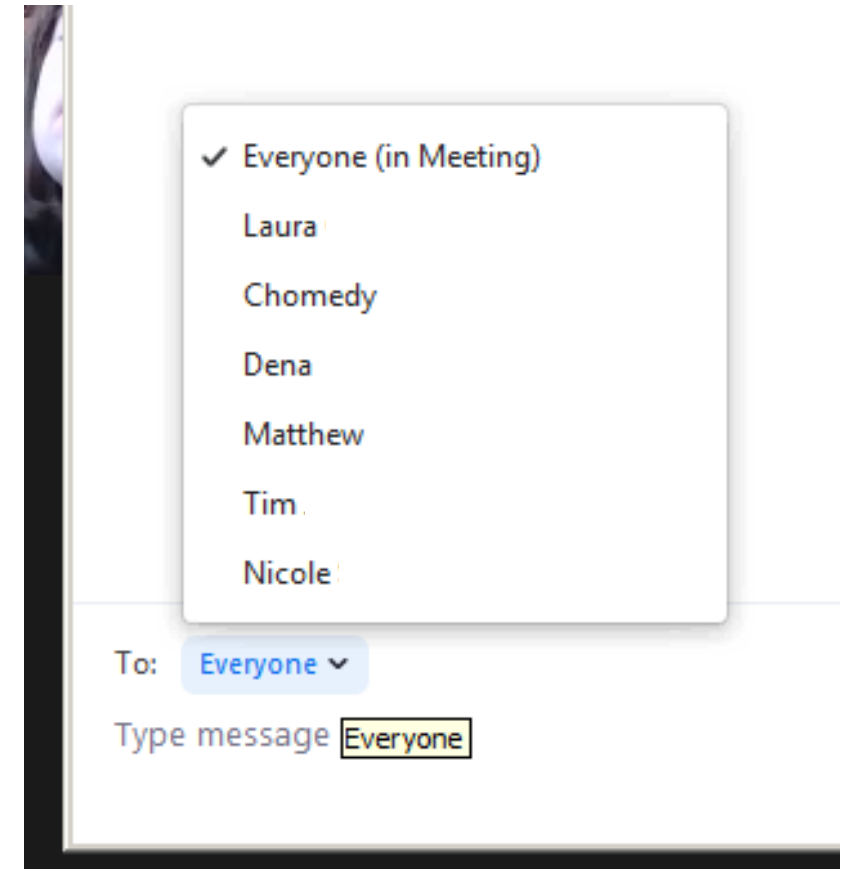 Everyone (in Meeting)
Laura
Chomedy
Dena
Matthew
Tim
Nicole
To: Everyone
Type message Everyone